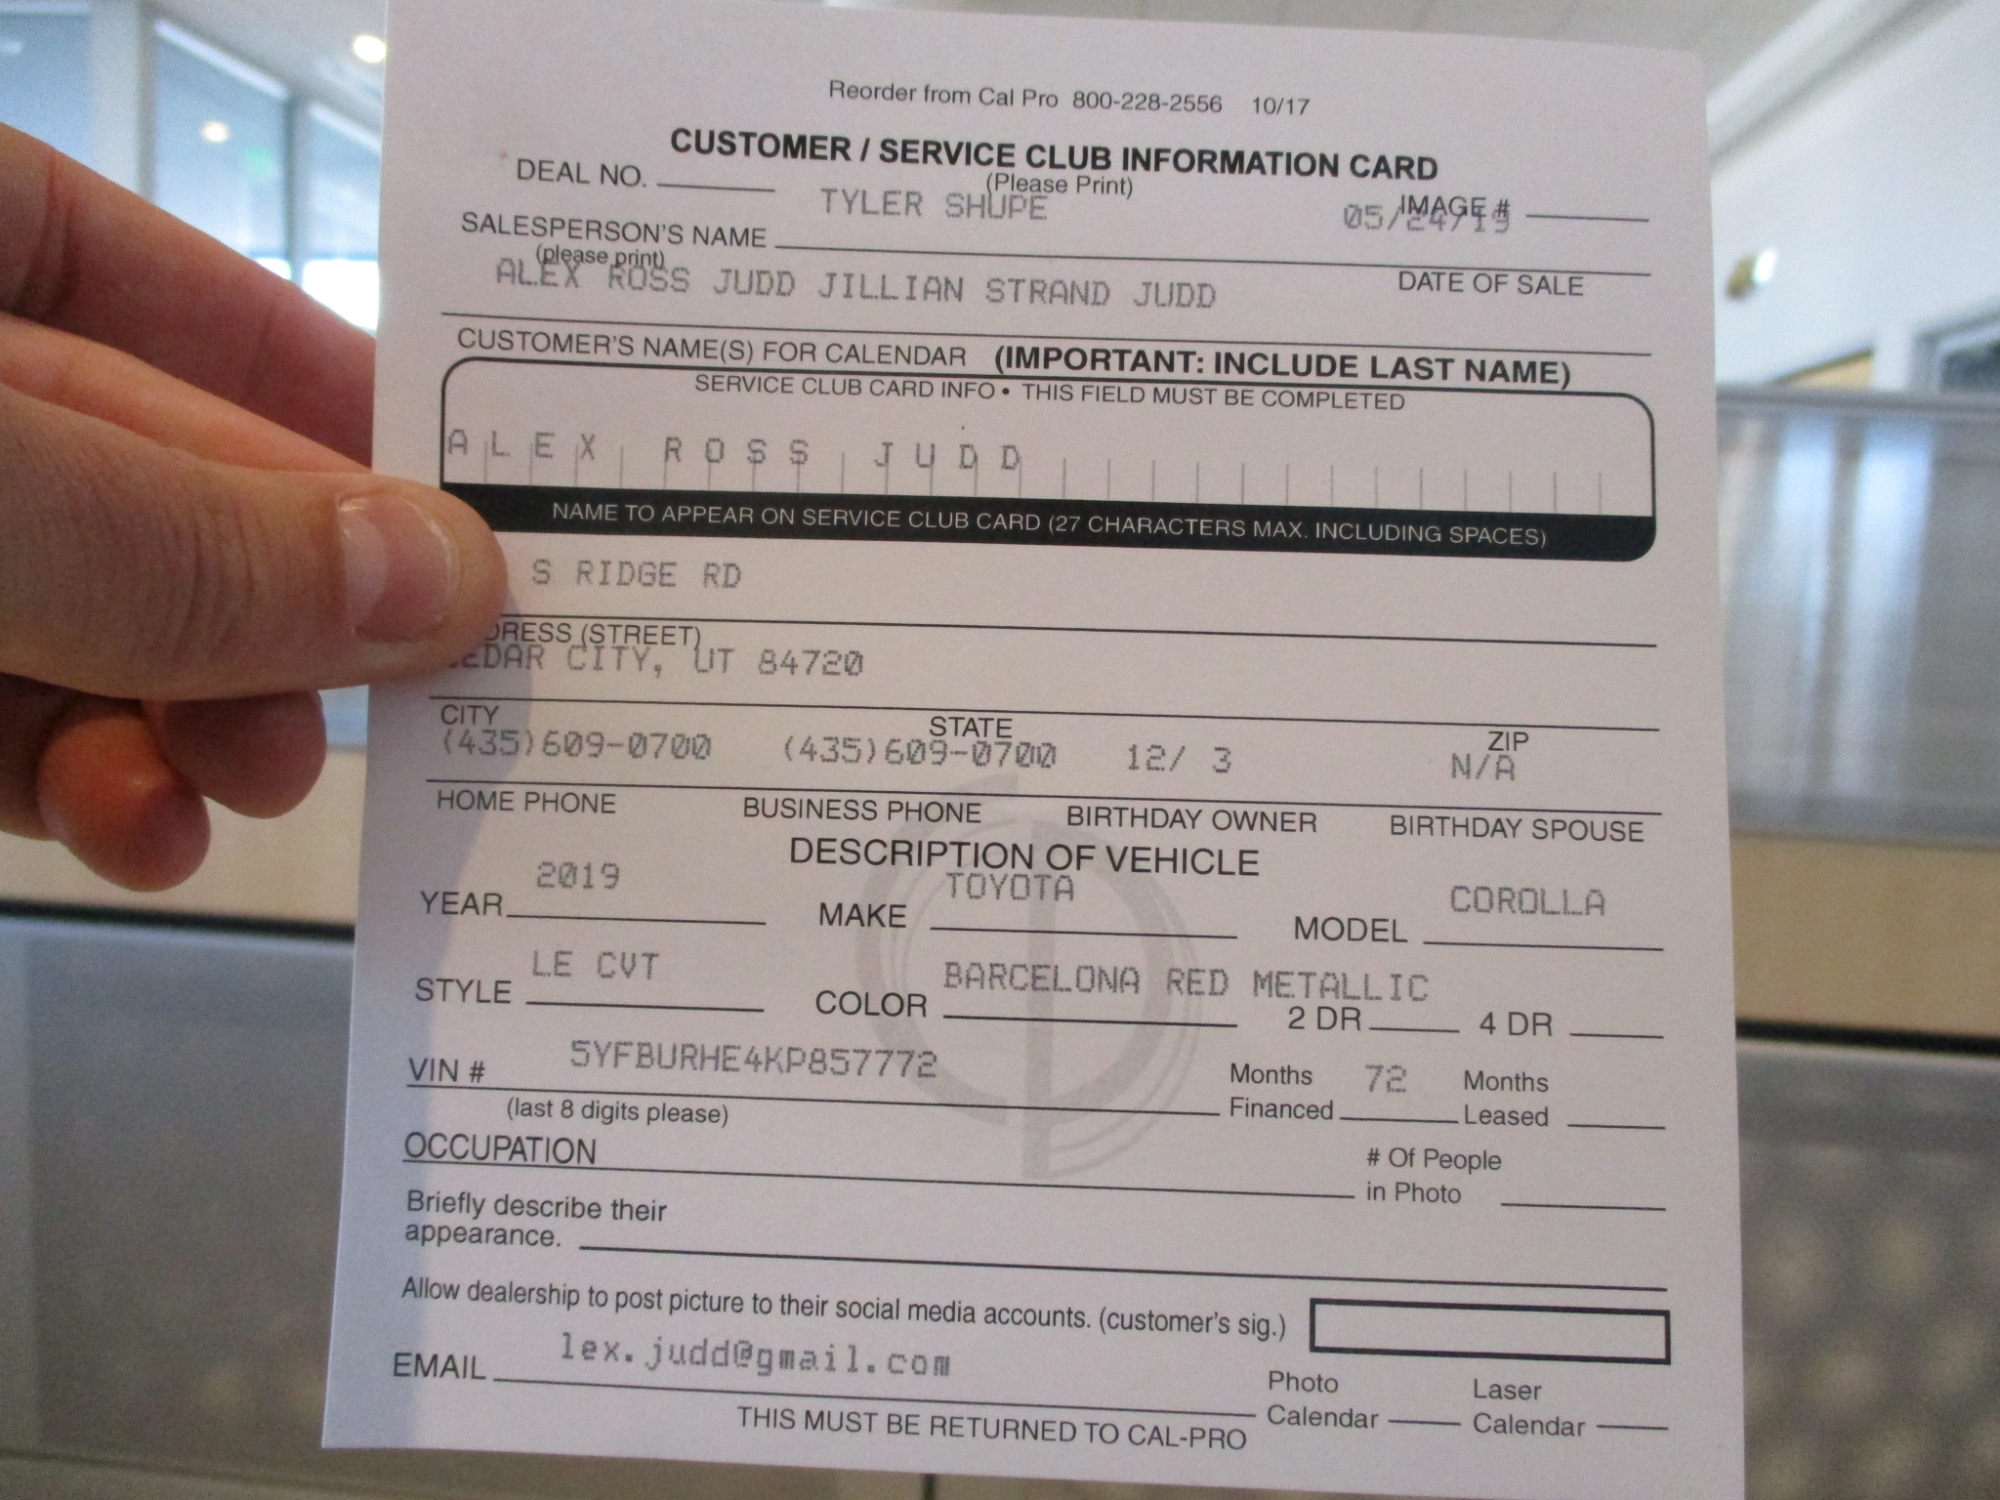 Reorder from Cal Pro 800-228-2556 10/17
CUSTOMER / SERVICE CLUB INFORMATION CARD
(Please Print)
DEAL NO.
IMAGE #
TYLER SHUPE 05/24/19
SALESPERSON'S NAME
(please print)
DATE OF SALE
ALEX ROSS JUDD JILLIAN STRAND JUDD
CUSTOMER'S NAME(S) FOR CALENDAR (IMPORTANT: INCLUDE LAST NAME)
SERVICE CLUB CARD INFO • THIS FIELD MUST BE COMPLETED
ALEX ROSS JUDD
NAME TO APPEAR ON SERVICE CLUB CARD (27 CHARACTERS MAX. INCLUDING SPACES)
S RIDGE RD
(STREET)
CITY, UT 84720
CITY STATE ZIP
(435)609-0700 (435)609-0700 12/ 3 N/A
HOME PHONE BUSINESS PHONE BIRTHDAY OWNER BIRTHDAY SPOUSE
DESCRIPTION OF VEHICLE
YEAR 2019 MAKE TOYOTA MODEL COROLLA
STYLE LE CVT COLOR BARCELONA RED METALLIC
2 DR 4 DR
VIN # 5YFBURHE4KP857772
(last 8 digits please)
Months Financed 72 Months Leased
OCCUPATION
# Of People
in Photo
Briefly describe their
appearance.
Allow dealership to post picture to their social media accounts. (customer's sig.)
EMAIL lex.judd@gmail.com
Photo Calendar Laser Calendar
THIS MUST BE RETURNED TO CAL-PRO